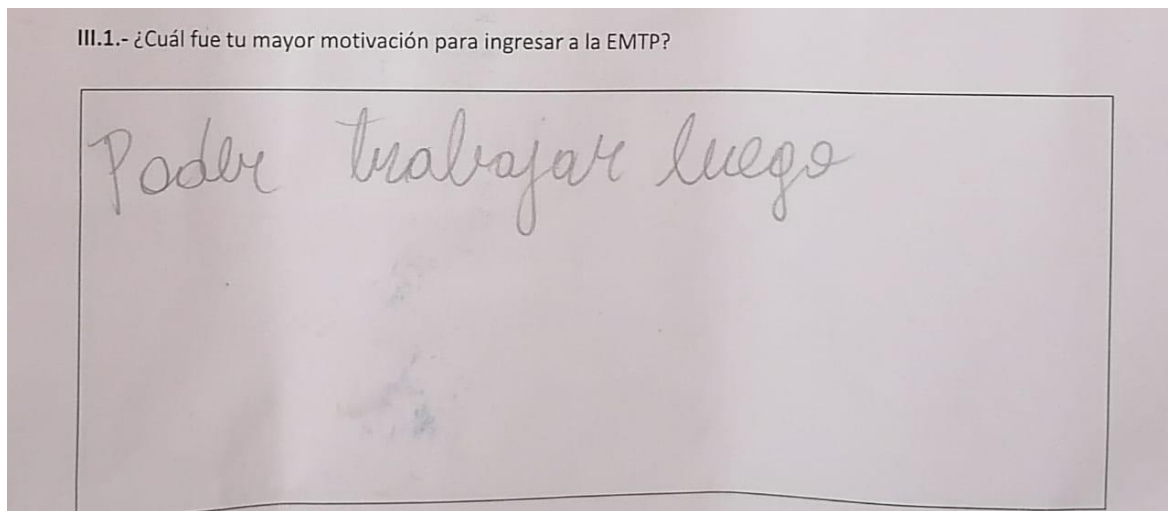 III.1.- ¿Cuál fue tu mayor motivación para ingresar a la EMTP?
Poder trabajar luego